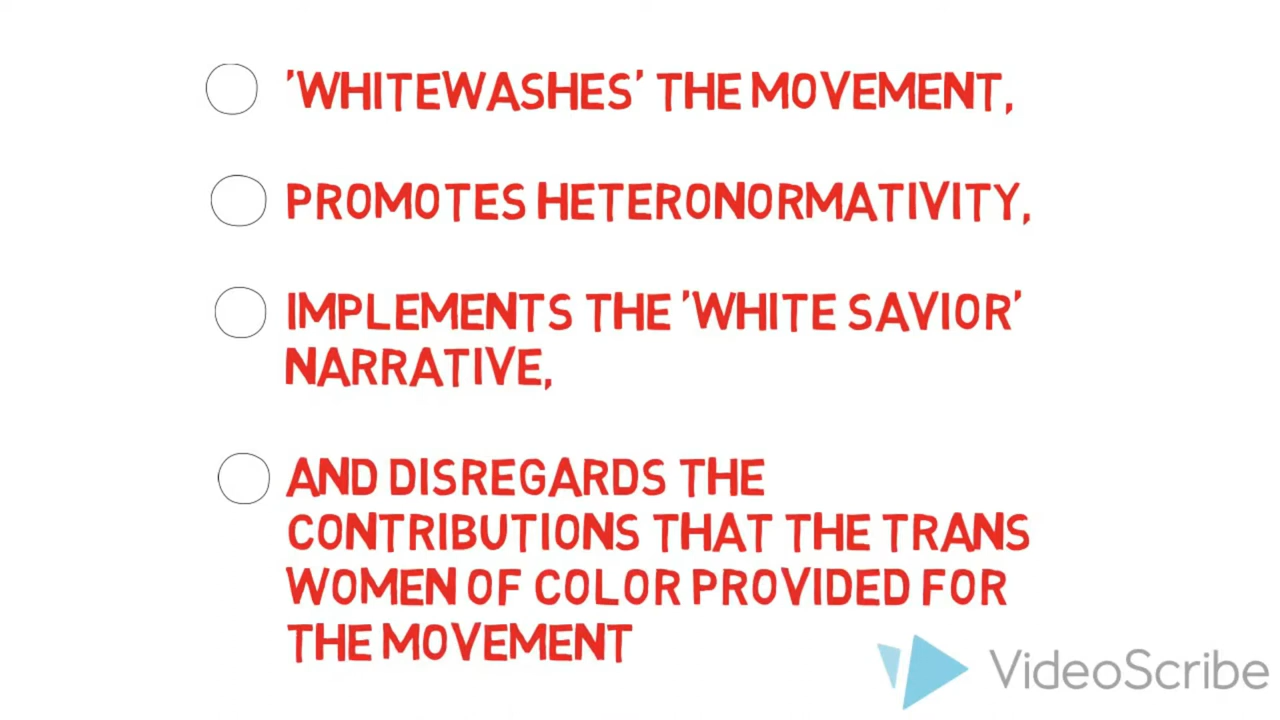 'WHITEWASHES' THE MOVEMENT,
PROMOTES HETERONORMATIVITY,
IMPLEMENTS THE 'WHITE SAVIOR'
NARRATIVE,
AND DISREGARDS THE
CONTRIBUTIONS THAT THE TRANS
WOMEN OF COLOR PROVIDED FOR
THE MOVEMENT
VideoScribe